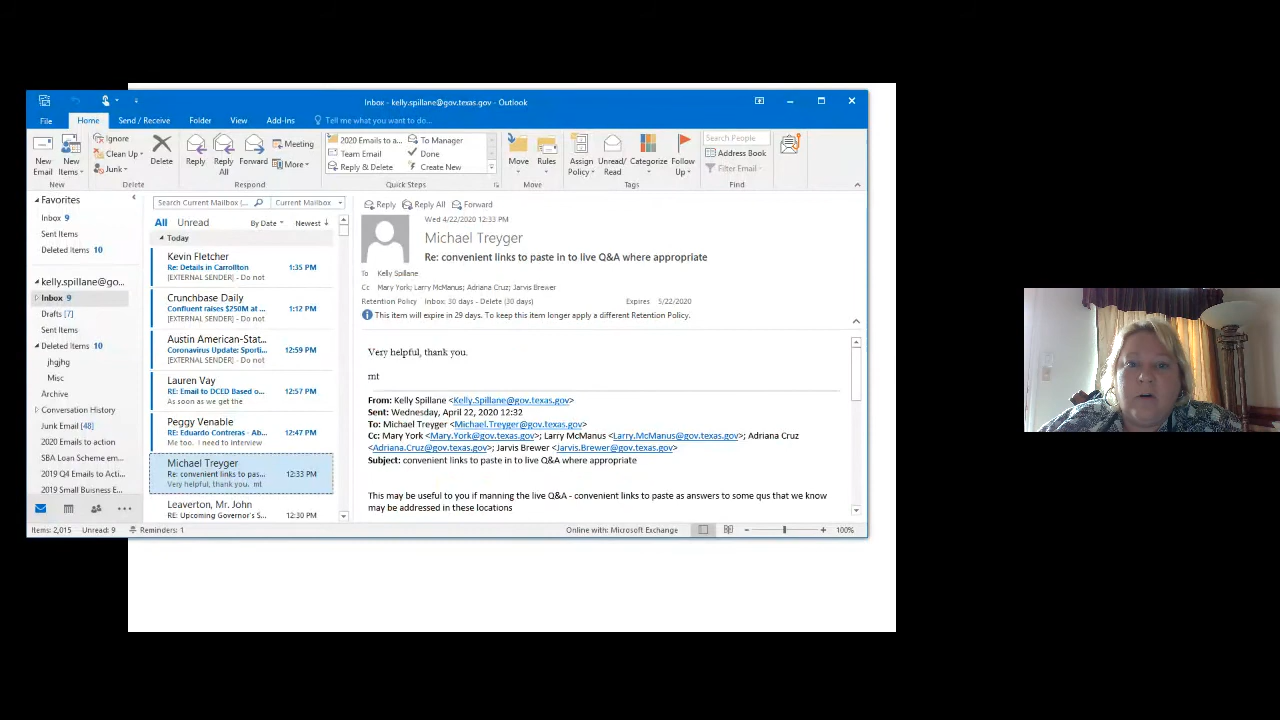 Inbox - kelly.spillane@gov.texas.gov - Outlook
File Home Send / Receive Folder View Add-ins Tell me what you want to do...
New Email
New Items
New
Ignore
Clean Up
Junk
Delete
Delete
Reply
Reply All
Forward
Meeting
More
Respond
2020 Emails to a...
Team Email
Reply & Delete
To Manager
Done
Create New
Quick Steps
Move
Rules
Move
Assign Policy
Unread/ Read
Categorize
Follow Up
Tags
Search People
Address Book
Filter Email
Find
Favorites
Inbox 9
Sent Items
Deleted Items 10
kelly.spillane@go...
Inbox 9
Drafts [7]
Sent Items
Deleted Items 10
jhgjhg
Misc
Archive
Conversation History
Junk Email [48]
2020 Emails to action
SBA Loan Scheme em...
2019 Q4 Emails to Acti...
2019 Small Busniess E...
Search Current Mailbox (... Current Mailbox
All Unread By Date Newest
Today
Kevin Fletcher
Re: Details in Carrollton 1:35 PM
[EXTERNAL SENDER] - Do not
Crunchbase Daily
Confluent raises $250M at ... 1:12 PM
[EXTERNAL SENDER] - Do not
Austin American-Stat...
Coronavirus Update: Sporti... 12:59 PM
[EXTERNAL SENDER] - Do not
Lauren Vay
RE: Email to DCED Based o... 12:57 PM
[EXTERNAL SENDER] - Do not
Peggy Venable
RE: Eduardo Contreras - Ab... 12:47 PM
Me too. I need to interview
As soon as we get the
Michael Treyger
Re: convenient links to pas... 12:33 PM
Very helpful, thank you. mt
Leaverton, Mr. John
RE: Upcoming Governor's S... 12:30 PM
Reply Reply All Forward
Wed 4/22/2020 12:33 PM
Michael Treyger
Re: convenient links to paste in to live Q&A where appropriate
To Kelly Spillane
Cc Mary York; Larry McManus; Adriana Cruz; Jarvis Brewer
Retention Policy Inbox: 30 days - Delete (30 days) Expires 5/22/2020
This item will expire in 29 days. To keep this item longer apply a different Retention Policy.
Very helpful, thank you.
mt
From: Kelly Spillane <Kelly.Spillane@gov.texas.gov>
Sent: Wednesday, April 22, 2020 12:32
To: Michael Treyger <Michael.Treyger@gov.texas.gov>
Cc: Mary York <Mary.York@gov.texas.gov>; Larry McManus <Larry.McManus@gov.texas.gov>; Adriana Cruz
<Adriana.Cruz@gov.texas.gov>; Jarvis Brewer <Jarvis.Brewer@gov.texas.gov>
Subject: convenient links to paste in to live Q&A where appropriate
This may be useful to you if manning the live Q&A - convenient links to paste as answers to some qus that we know
may be addressed in these locations
Items: 2,015 Unread: 9 Reminders: 1 Online with: Microsoft Exchange 100%